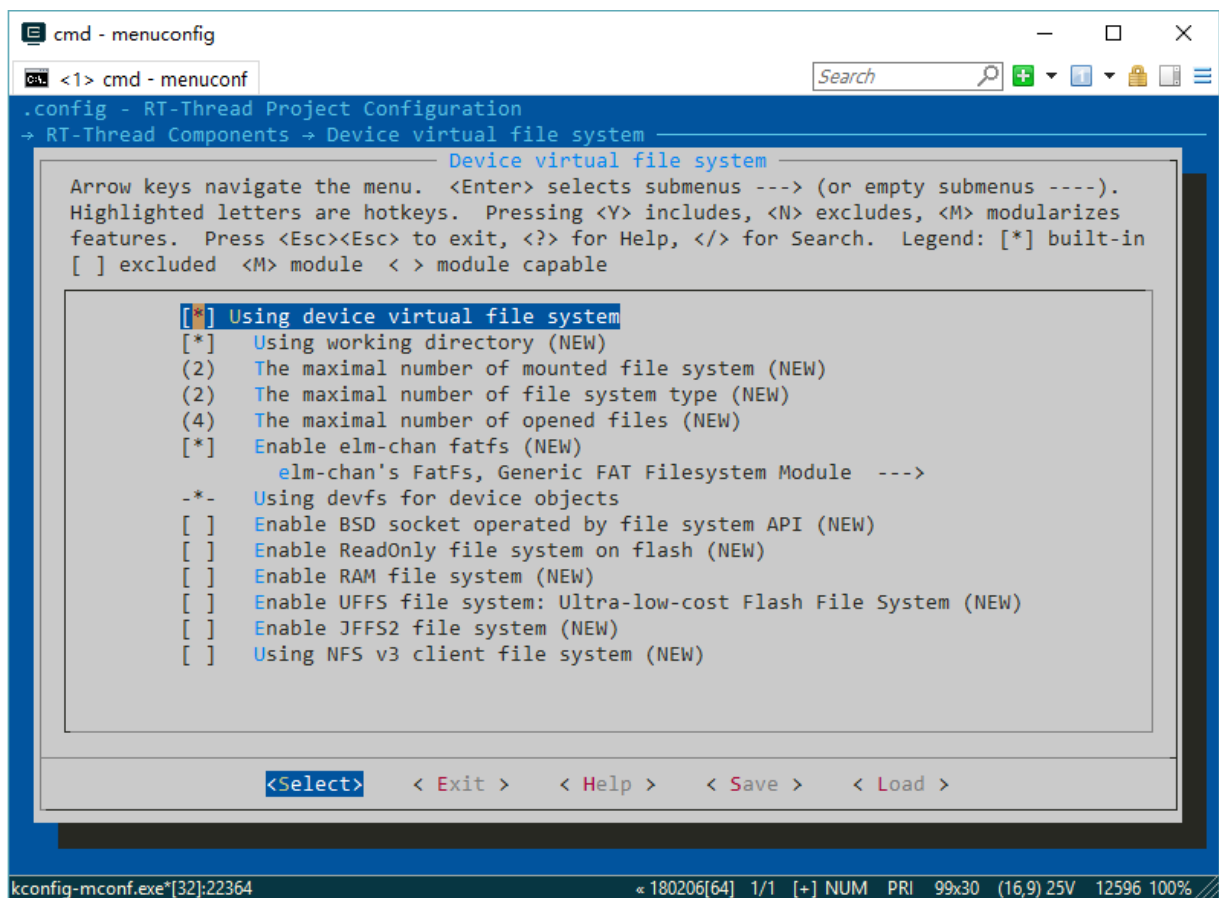 cmd - menuconfig
<1> cmd - menuconf
Search
.config - RT-Thread Project Configuration
→ RT-Thread Components → Device virtual file system
Device virtual file system
Arrow keys navigate the menu.  <Enter> selects submenus ---> (or empty submenus ----).
Highlighted letters are hotkeys.  Pressing <Y> includes, <N> excludes, <M> modularizes
features.  Press <Esc><Esc> to exit, <?> for Help, </> for Search.  Legend: [*] built-in
[ ] excluded  <M> module  < > module capable
[*] Using device virtual file system
[*]   Using working directory (NEW)
(2)   The maximal number of mounted file system (NEW)
(2)   The maximal number of file system type (NEW)
(4)   The maximal number of opened files (NEW)
[*]   Enable elm-chan fatfs (NEW)
elm-chan's FatFs, Generic FAT Filesystem Module  --->
-*-   Using devfs for device objects
[ ]   Enable BSD socket operated by file system API (NEW)
[ ]   Enable ReadOnly file system on flash (NEW)
[ ]   Enable RAM file system (NEW)
[ ]   Enable UFFS file system: Ultra-low-cost Flash File System (NEW)
[ ]   Enable JFFS2 file system (NEW)
[ ]   Using NFS v3 client file system (NEW)
<Select>    < Exit >    < Help >    < Save >    < Load >
kconfig-mconf.exe*[32]:22364    « 180206[64]  1/1  [+] NUM  PRI  99x30  (16,9) 25V  12596 100%